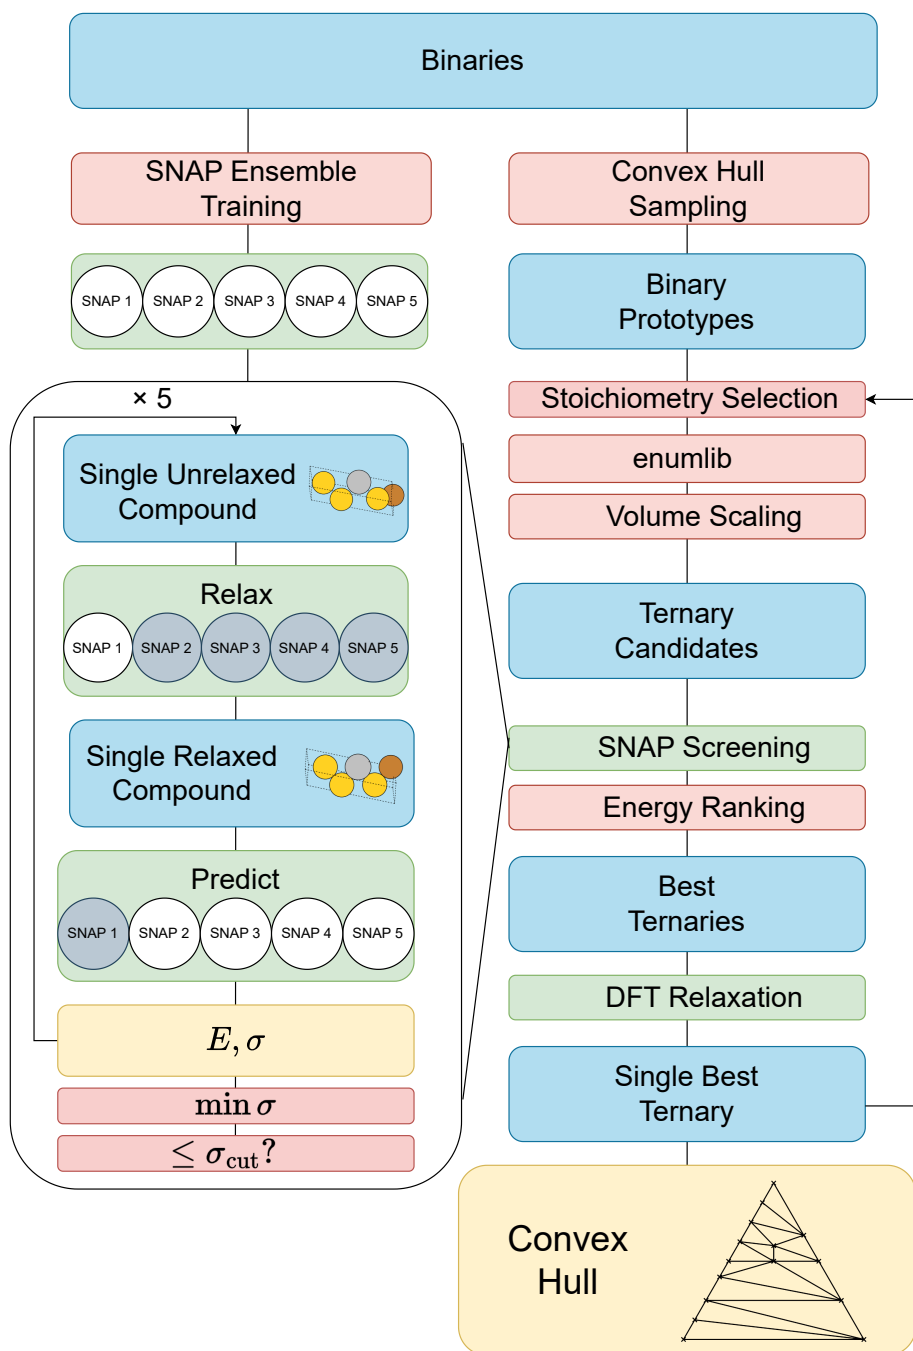 Binaries
SNAP Ensemble
Training
SNAP 1 SNAP 2 SNAP 3 SNAP 4 SNAP 5
× 5
Single Unrelaxed
Compound
Relax
SNAP 1 SNAP 2 SNAP 3 SNAP 4 SNAP 5
Single Relaxed
Compound
Predict
SNAP 1 SNAP 2 SNAP 3 SNAP 4 SNAP 5
E, σ
min σ
≤ σcut?
Convex Hull
Sampling
Binary
Prototypes
Stoichiometry Selection
enumlib
Volume Scaling
Ternary
Candidates
SNAP Screening
Energy Ranking
Best
Ternaries
DFT Relaxation
Single Best
Ternary
Convex
Hull